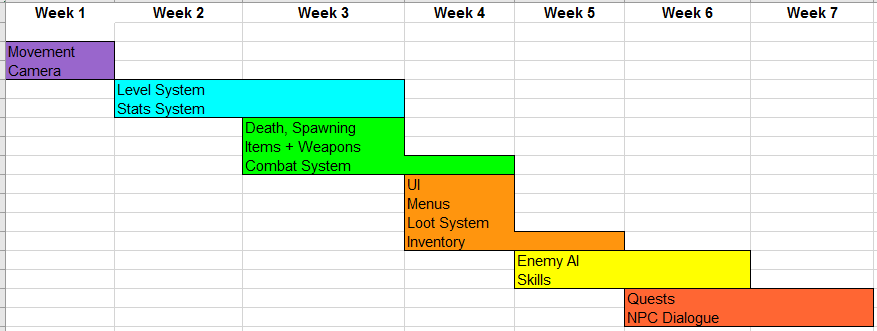 Week 1 Week 2 Week 3 Week 4 Week 5 Week 6 Week 7
Movement
Camera
Level System
Stats System
Death, Spawning
Items + Weapons
Combat System
UI
Menus
Loot System
Inventory
Enemy AI
Skills
Quests
NPC Dialogue